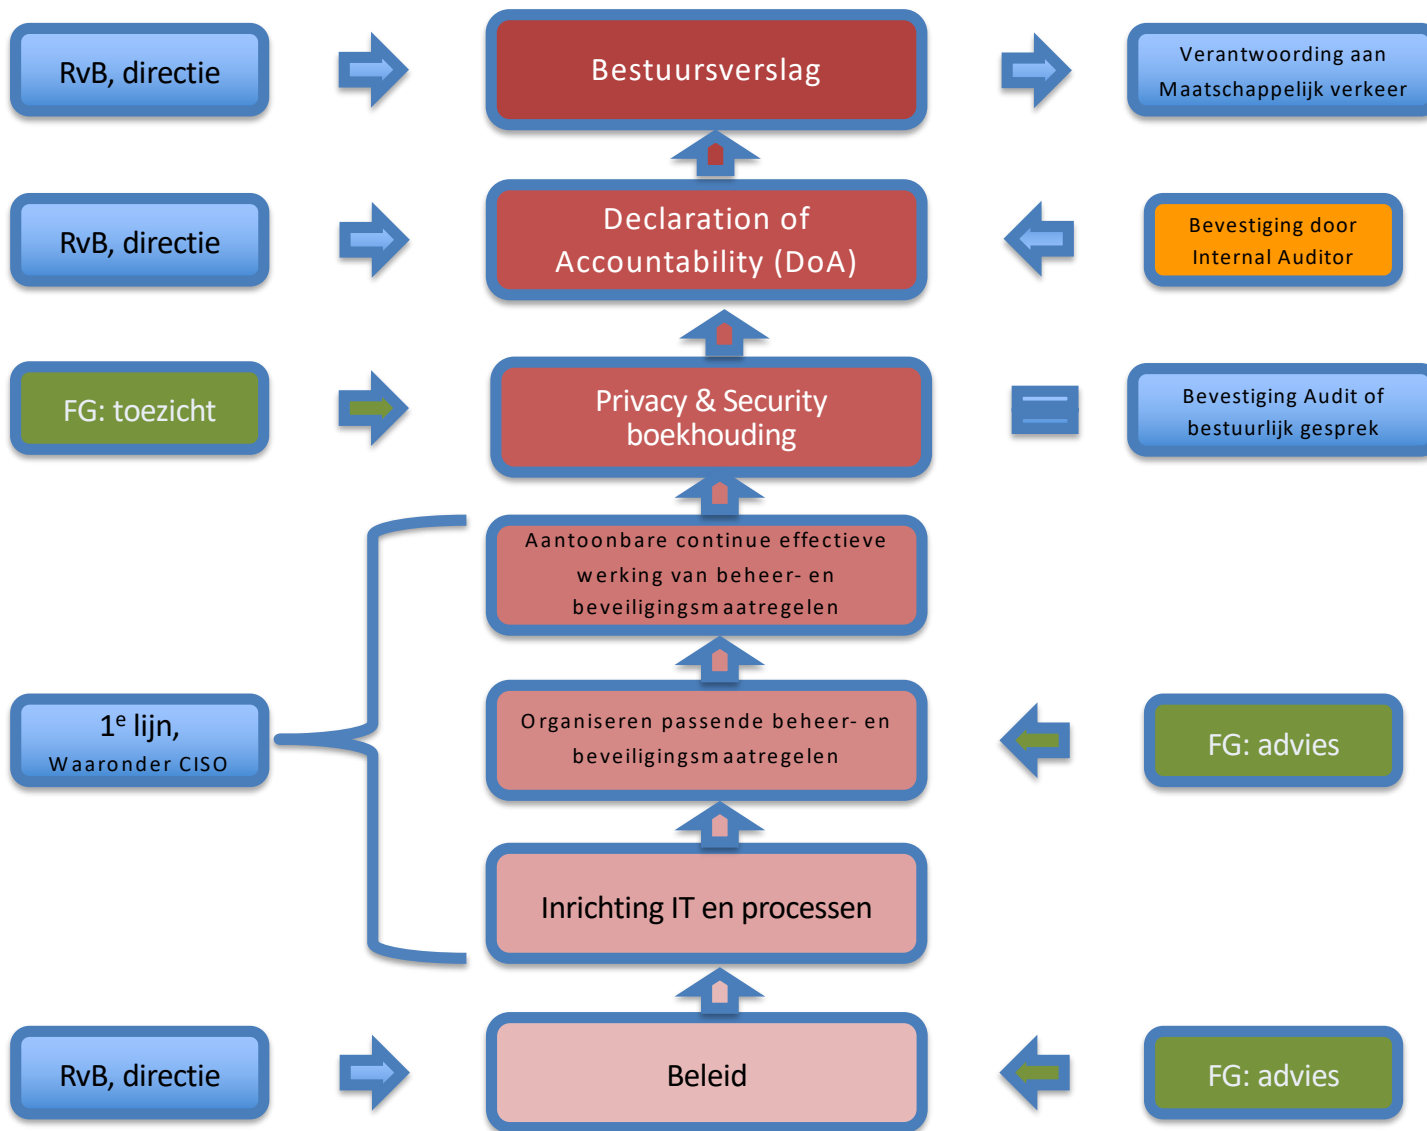 RvB, directie
Bestuursverslag
Verantwoording aan
Maatschappelijk verkeer
RvB, directie
Declaration of
Accountability (DoA)
Bevestiging door
Internal Auditor
FG: toezicht
Privacy & Security
boekhouding
Bevestiging Audit of
bestuurlijk gesprek
Aantoonbare continue effectieve
werking van beheer- en
beveiligingsmaatregelen
1e lijn,
Waaronder CISO
Organiseren passende beheer- en
beveiligingsmaatregelen
FG: advies
Inrichting IT en processen
RvB, directie
Beleid
FG: advies